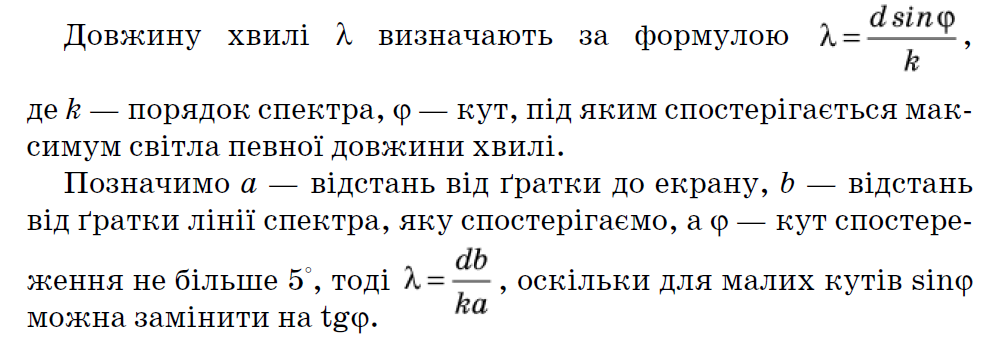 Довжину хвилі λ визначають за формулою λ = d sinφ / k ,
де k — порядок спектра, φ — кут, під яким спостерігається мак-
симум світла певної довжини хвилі.
Позначимо a — відстань від ґратки до екрану, b — відстань
від ґратки лінії спектра, яку спостерігаємо, а φ — кут спостере-
ження не більше 5°, тоді λ = db / ka , оскільки для малих кутів sinφ
можна замінити на tgφ.